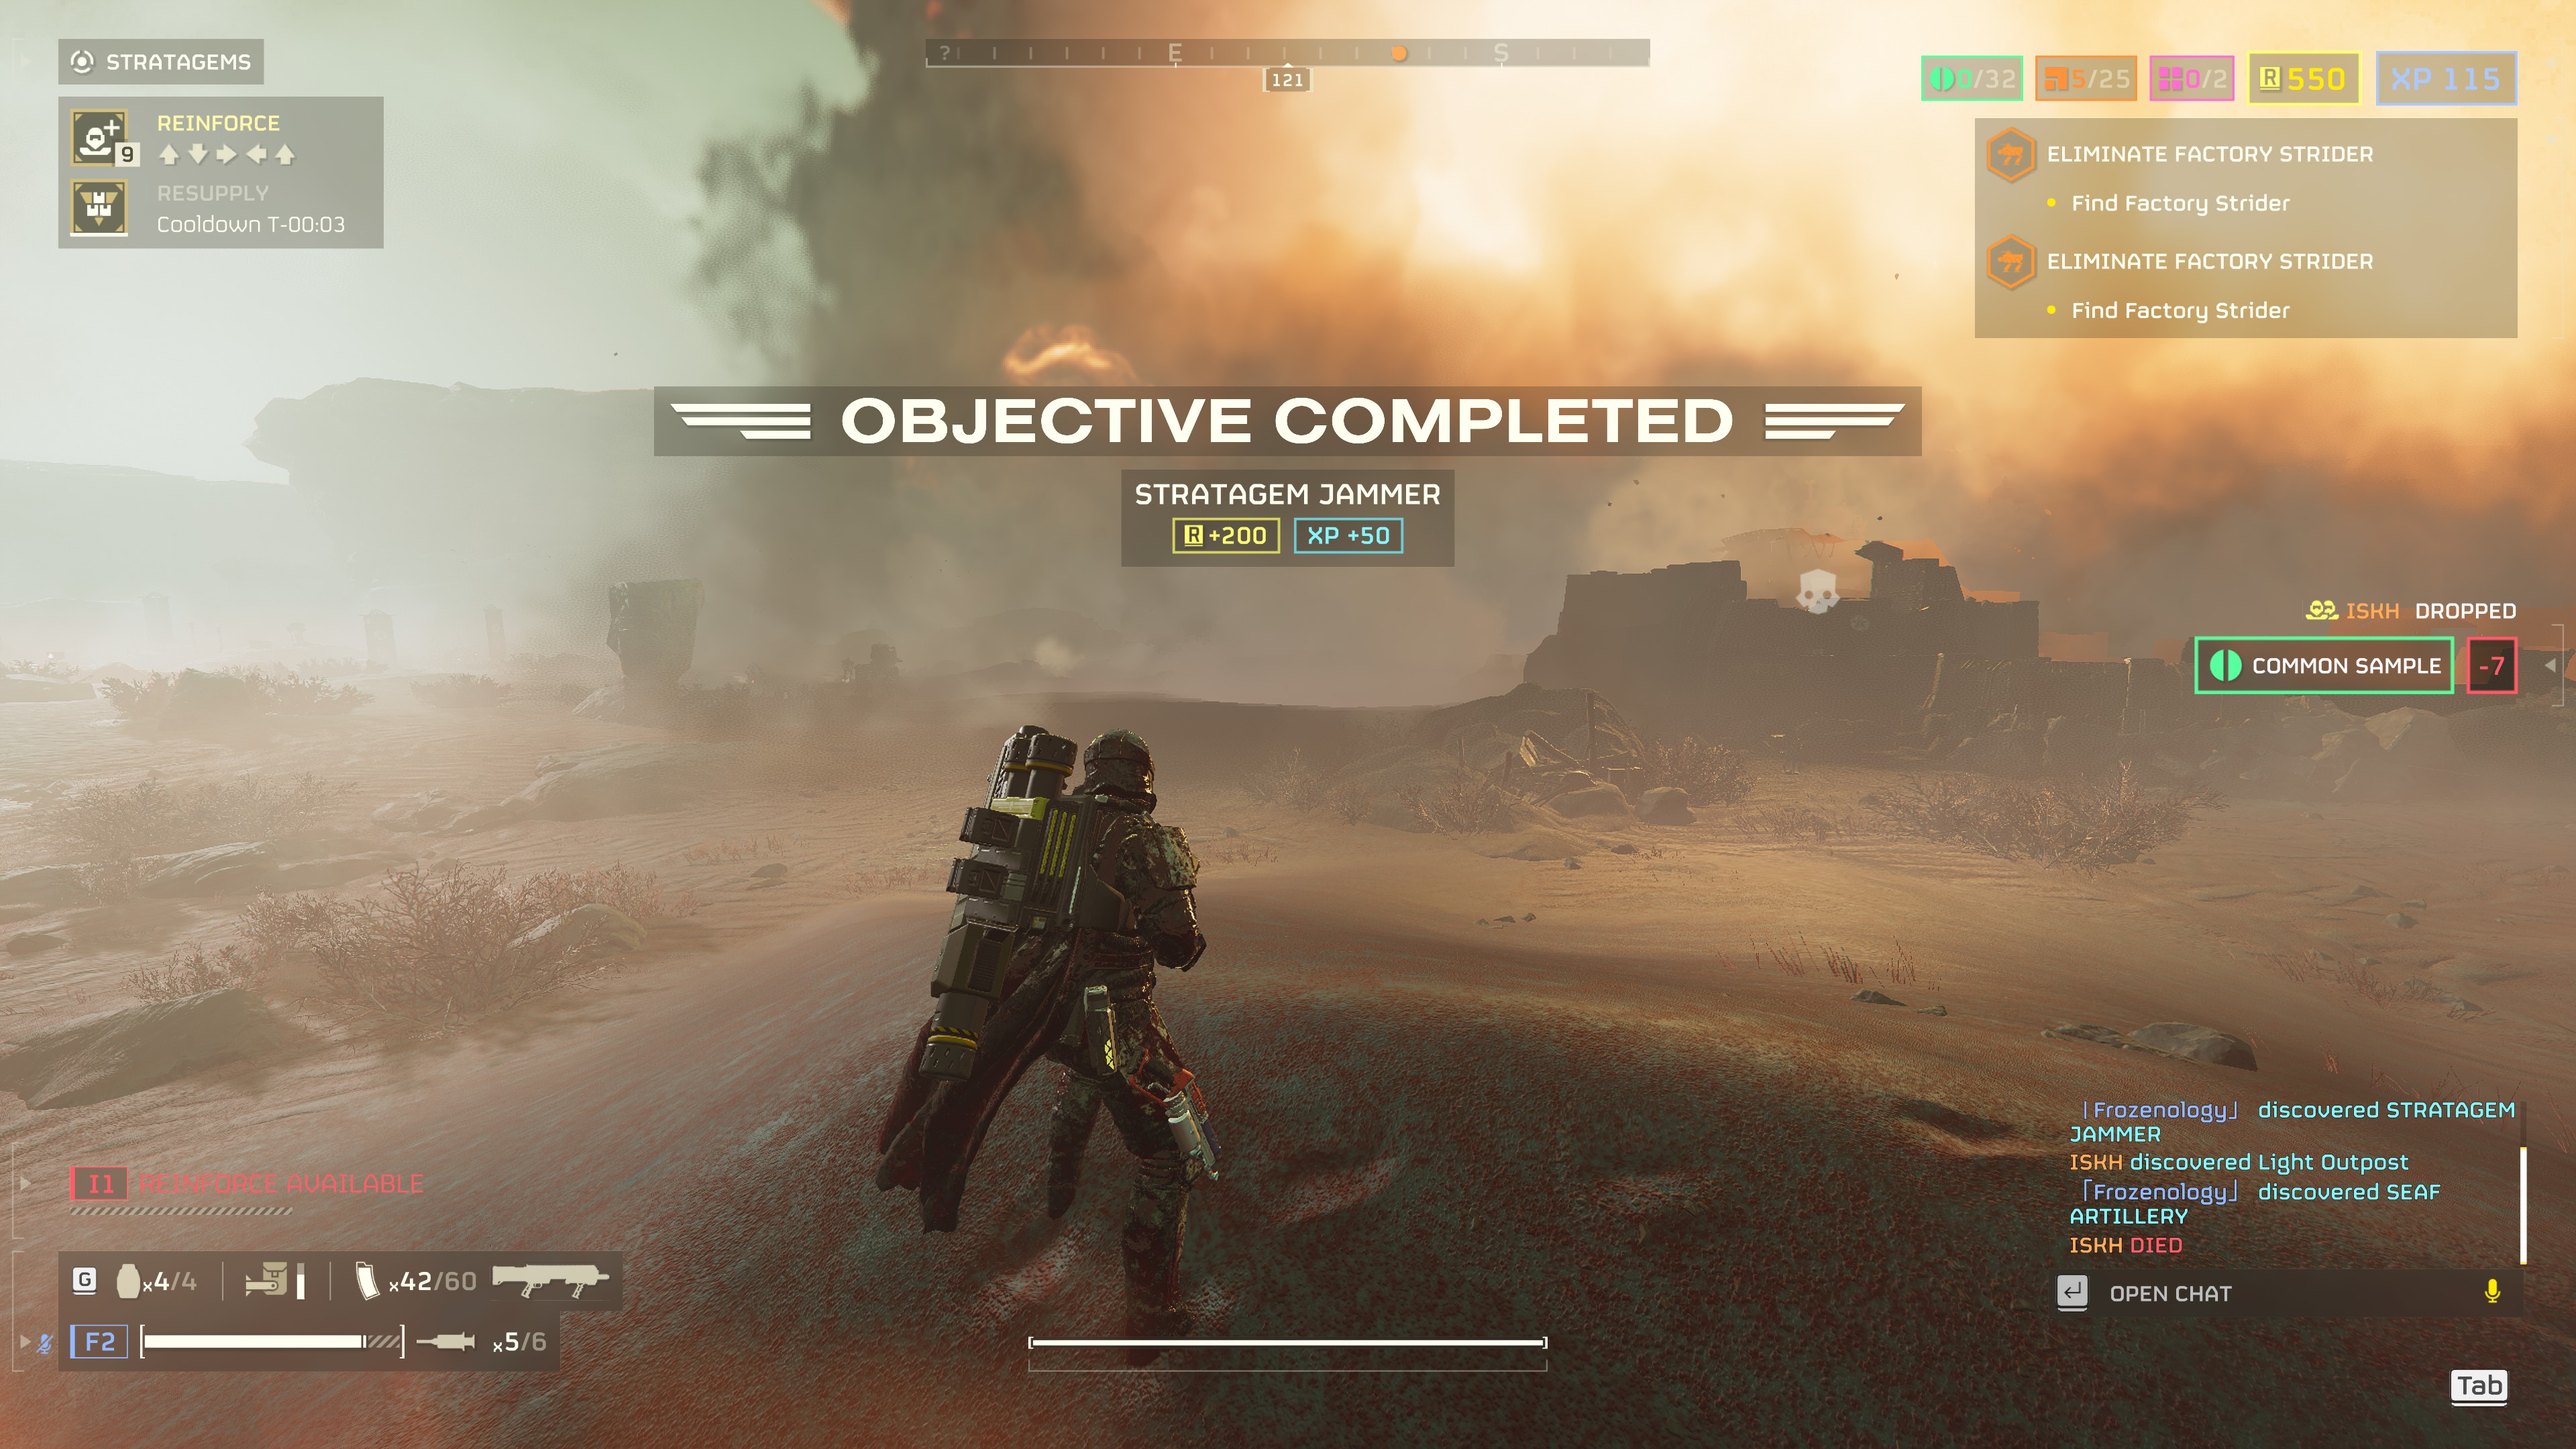 STRATAGEMS
REINFORCE
9
RESUPPLY
Cooldown T-00:03
? E S
121
0/32 5/25 0/2 R 550 XP 115
ELIMINATE FACTORY STRIDER
Find Factory Strider
ELIMINATE FACTORY STRIDER
Find Factory Strider
OBJECTIVE COMPLETED
STRATAGEM JAMMER
R +200 XP +50
ISKH DROPPED
COMMON SAMPLE -7
「Frozenology」 discovered STRATAGEM
JAMMER
ISKH discovered Light Outpost
「Frozenology」 discovered SEAF
ARTILLERY
ISKH DIED
OPEN CHAT
I1 REINFORCE AVAILABLE
G x4/4 x42/60
F2 x5/6
Tab